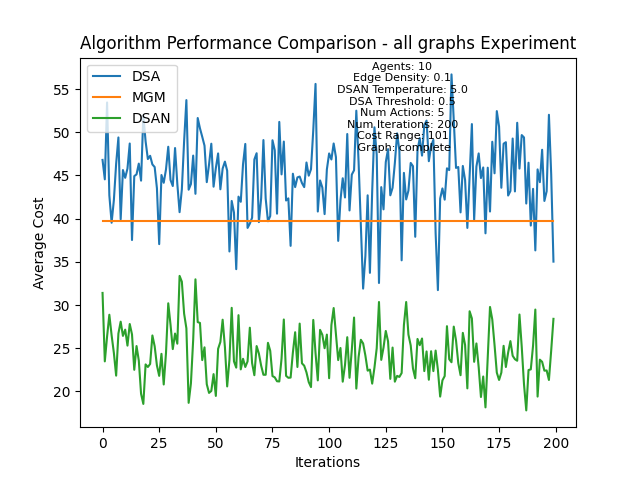 Algorithm Performance Comparison - all graphs Experiment
DSA
MGM
DSAN
Agents: 10
Edge Density: 0.1
DSAN Temperature: 5.0
DSA Threshold: 0.5
Num Actions: 5
Num Iterations: 200
Cost Range: 101
Graph: complete
Average Cost
55
50
45
40
35
30
25
20
0
25
50
75
100
125
150
175
200
Iterations